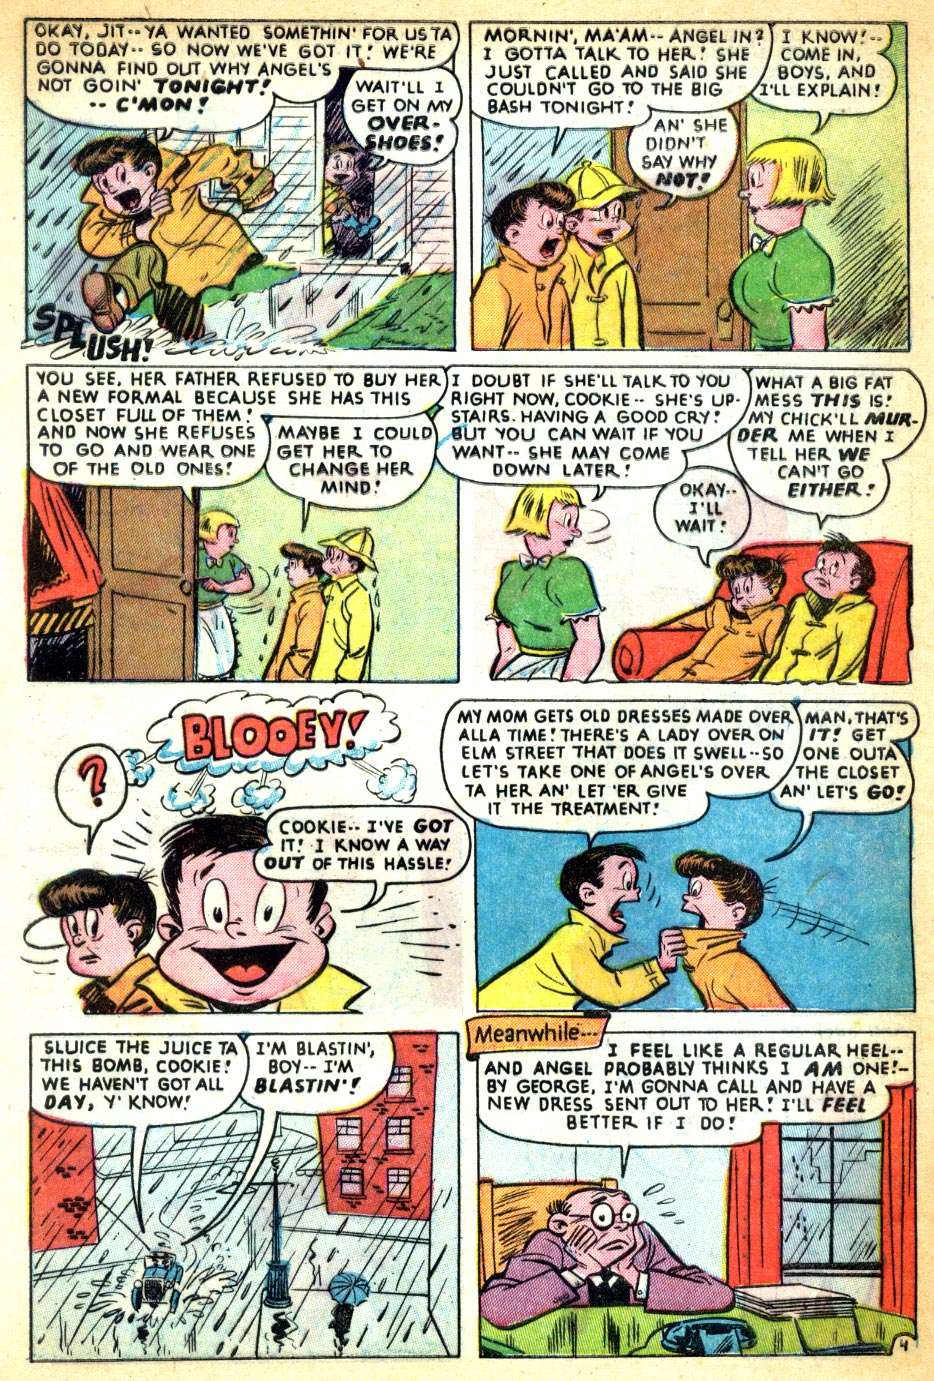 OKAY, JIT-- YA WANTED SOMETHIN' FOR US TA
DO TODAY-- SO NOW WE'VE GOT IT! WE'RE
GONNA FIND OUT WHY ANGEL'S
NOT GOIN' TONIGHT!
-- C'MON!
WAIT'LL I
GET ON MY
OVER-
SHOES!
SPLUSH!
MORNIN', MA'AM-- ANGEL IN?
I GOTTA TALK TO HER! SHE
JUST CALLED AND SAID SHE
COULDN'T GO TO THE BIG
BASH TONIGHT!
AN' SHE
DIDN'T
SAY WHY
NOT!
I KNOW!--
COME IN,
BOYS, AND
I'LL EXPLAIN!
YOU SEE, HER FATHER REFUSED TO BUY HER
A NEW FORMAL BECAUSE SHE HAS THIS
CLOSET FULL OF THEM!
AND NOW SHE REFUSES
TO GO AND WEAR ONE
OF THE OLD ONES!
MAYBE I COULD
GET HER TO
CHANGE HER
MIND!
I DOUBT IF SHE'LL TALK TO YOU
RIGHT NOW, COOKIE-- SHE'S UP-
STAIRS. HAVING A GOOD CRY!
BUT YOU CAN WAIT IF YOU
WANT-- SHE MAY COME
DOWN LATER!
OKAY--
I'LL
WAIT!
WHAT A BIG FAT
MESS THIS IS!
MY CHICK'LL MUR-
DER ME WHEN I
TELL HER WE
CAN'T GO
EITHER!
?
BLOOEY!
COOKIE-- I'VE GOT
IT! I KNOW A WAY
OUT OF THIS HASSLE!
MY MOM GETS OLD DRESSES MADE OVER
ALLA TIME! THERE'S A LADY OVER ON
ELM STREET THAT DOES IT SWELL--SO
LET'S TAKE ONE OF ANGEL'S OVER
TA HER AN' LET 'ER GIVE
IT THE TREATMENT!
MAN, THAT'S
IT! GET
ONE OUTA
THE CLOSET
AN' LET'S GO!
SLUICE THE JUICE TA
THIS BOMB, COOKIE!
WE HAVEN'T GOT ALL
DAY, Y' KNOW!
I'M BLASTIN',
BOY-- I'M
BLASTIN'!
Meanwhile---
I FEEL LIKE A REGULAR HEEL--
AND ANGEL PROBABLY THINKS I AM ONE!--
BY GEORGE, I'M GONNA CALL AND HAVE A
NEW DRESS SENT OUT TO HER! I'LL FEEL
BETTER IF I DO!
4